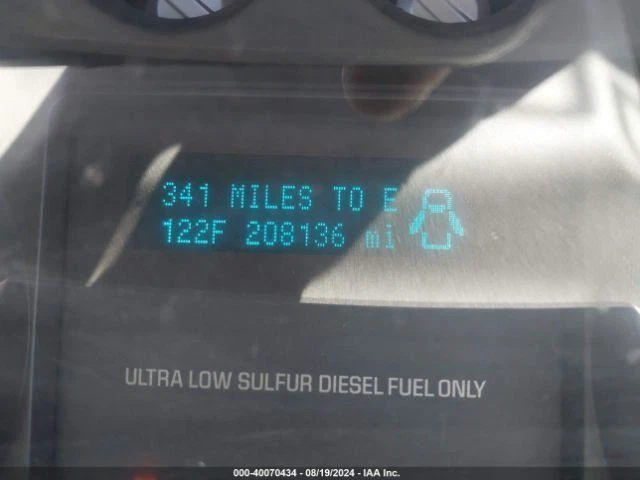 341 MILES TO E
122F 208136 mi
ULTRA LOW SULFUR DIESEL FUEL ONLY
000-40070434 - 08/19/2024 - IAA Inc.